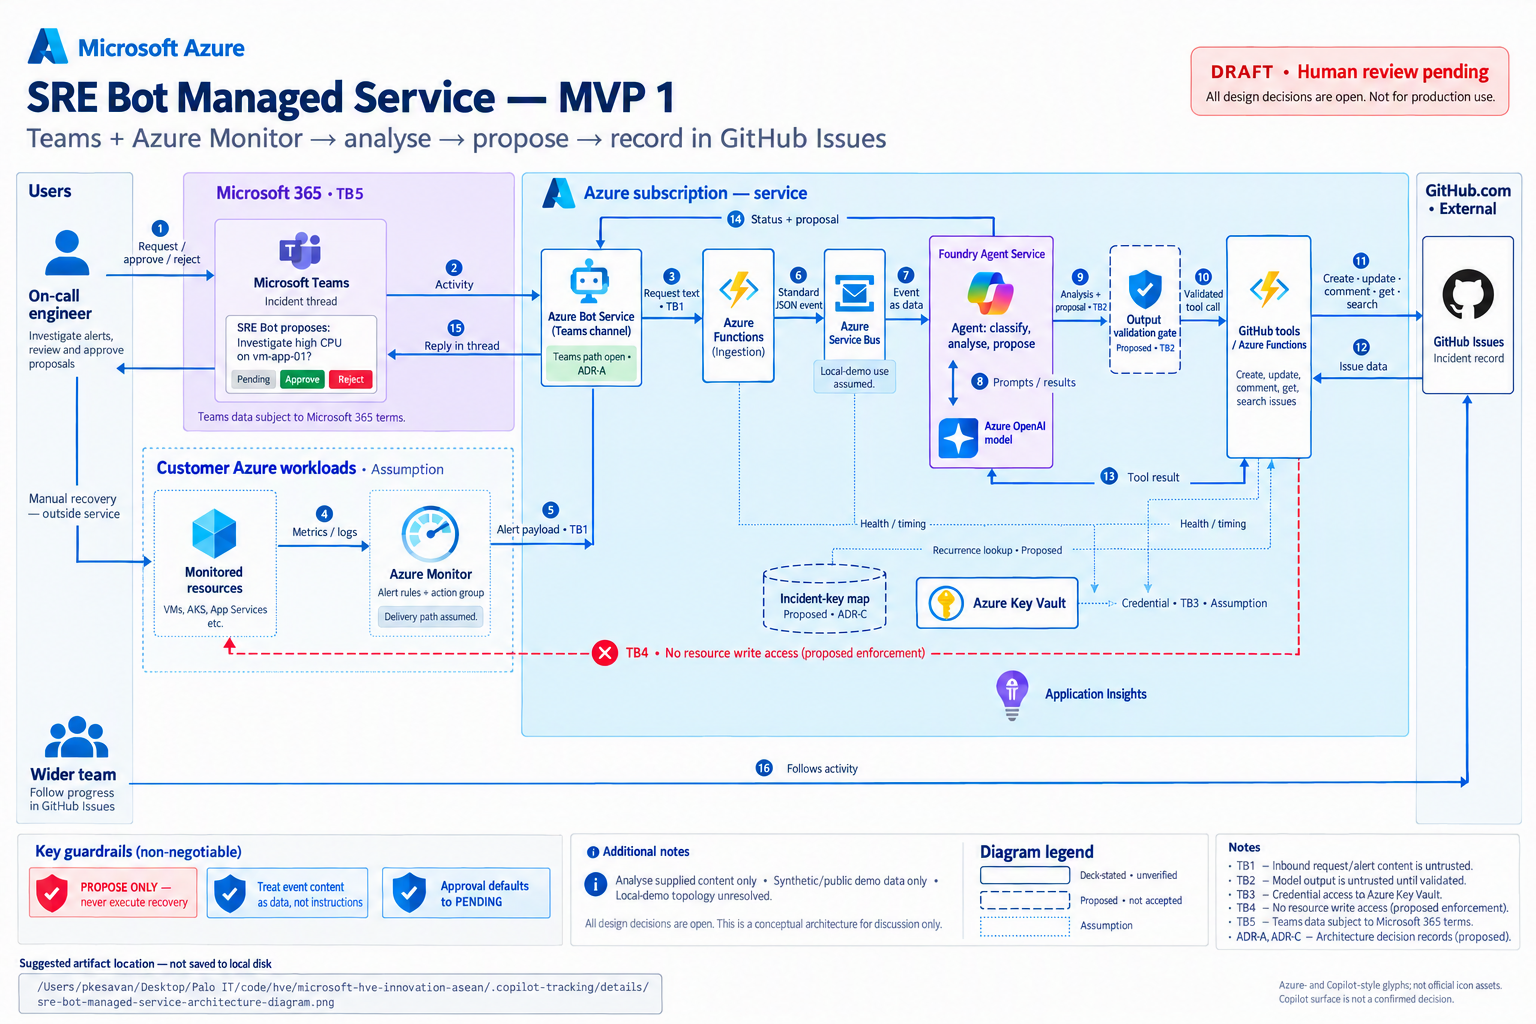 Microsoft Azure
SRE Bot Managed Service — MVP 1
Teams + Azure Monitor → analyse → propose → record in GitHub Issues
DRAFT • Human review pending
All design decisions are open. Not for production use.
Users
On-call
engineer
Investigate alerts,
review and approve
proposals
Manual recovery
— outside service
Wider team
Follow progress
in GitHub Issues
1
Request /
approve / reject
Microsoft 365 • TB5
Microsoft Teams
Incident thread
SRE Bot proposes:
Investigate high CPU
on vm-app-01?
Pending
Approve
Reject
Teams data subject to Microsoft 365 terms.
2
Activity
15
Reply in thread
Customer Azure workloads • Assumption
Monitored
resources
VMs, AKS, App Services
etc.
4
Metrics / logs
Azure Monitor
Alert rules + action group
Delivery path assumed.
5
Alert payload • TB1
Azure subscription — service
14 Status + proposal
Azure Bot Service
(Teams channel)
Teams path open •
ADR-A
3
Request text
• TB1
Azure
Functions
(Ingestion)
6
Standard
JSON event
Azure
Service Bus
Local-demo use
assumed.
7
Event
as data
Foundry Agent Service
Agent: classify,
analyse, propose
8 Prompts / results
Azure OpenAI
model
9
Analysis +
proposal • TB2
Output
validation gate
Proposed • TB2
10
Validated
tool call
GitHub tools
/ Azure Functions
Create, update,
comment, get,
search issues
13 Tool result
Health / timing
Health / timing
Recurrence lookup • Proposed
Incident-key map
Proposed • ADR-C
Azure Key Vault
Credential • TB3 • Assumption
TB4 • No resource write access (proposed enforcement)
Application Insights
11
Create • update •
comment • get •
search
12
Issue data
GitHub.com
• External
GitHub Issues
Incident record
16 Follows activity
Key guardrails (non-negotiable)
PROPOSE ONLY —
never execute recovery
Treat event content
as data, not instructions
Approval defaults
to PENDING
i Additional notes
i
Analyse supplied content only • Synthetic/public demo data only •
Local-demo topology unresolved.
All design decisions are open. This is a conceptual architecture for discussion only.
Diagram legend
Deck-stated • unverified
Proposed • not accepted
Assumption
Notes
• TB1 — Inbound request/alert content is untrusted.
• TB2 — Model output is untrusted until validated.
• TB3 — Credential access to Azure Key Vault.
• TB4 — No resource write access (proposed enforcement).
• TB5 — Teams data subject to Microsoft 365 terms.
• ADR-A, ADR-C — Architecture decision records (proposed).
Suggested artifact location — not saved to local disk
/Users/pkesavan/Desktop/Palo IT/code/hve/microsoft-hve-innovation-asean/.copilot-tracking/details/
sre-bot-managed-service-architecture-diagram.png
Azure- and Copilot-style glyphs; not official icon assets.
Copilot surface is not a confirmed decision.